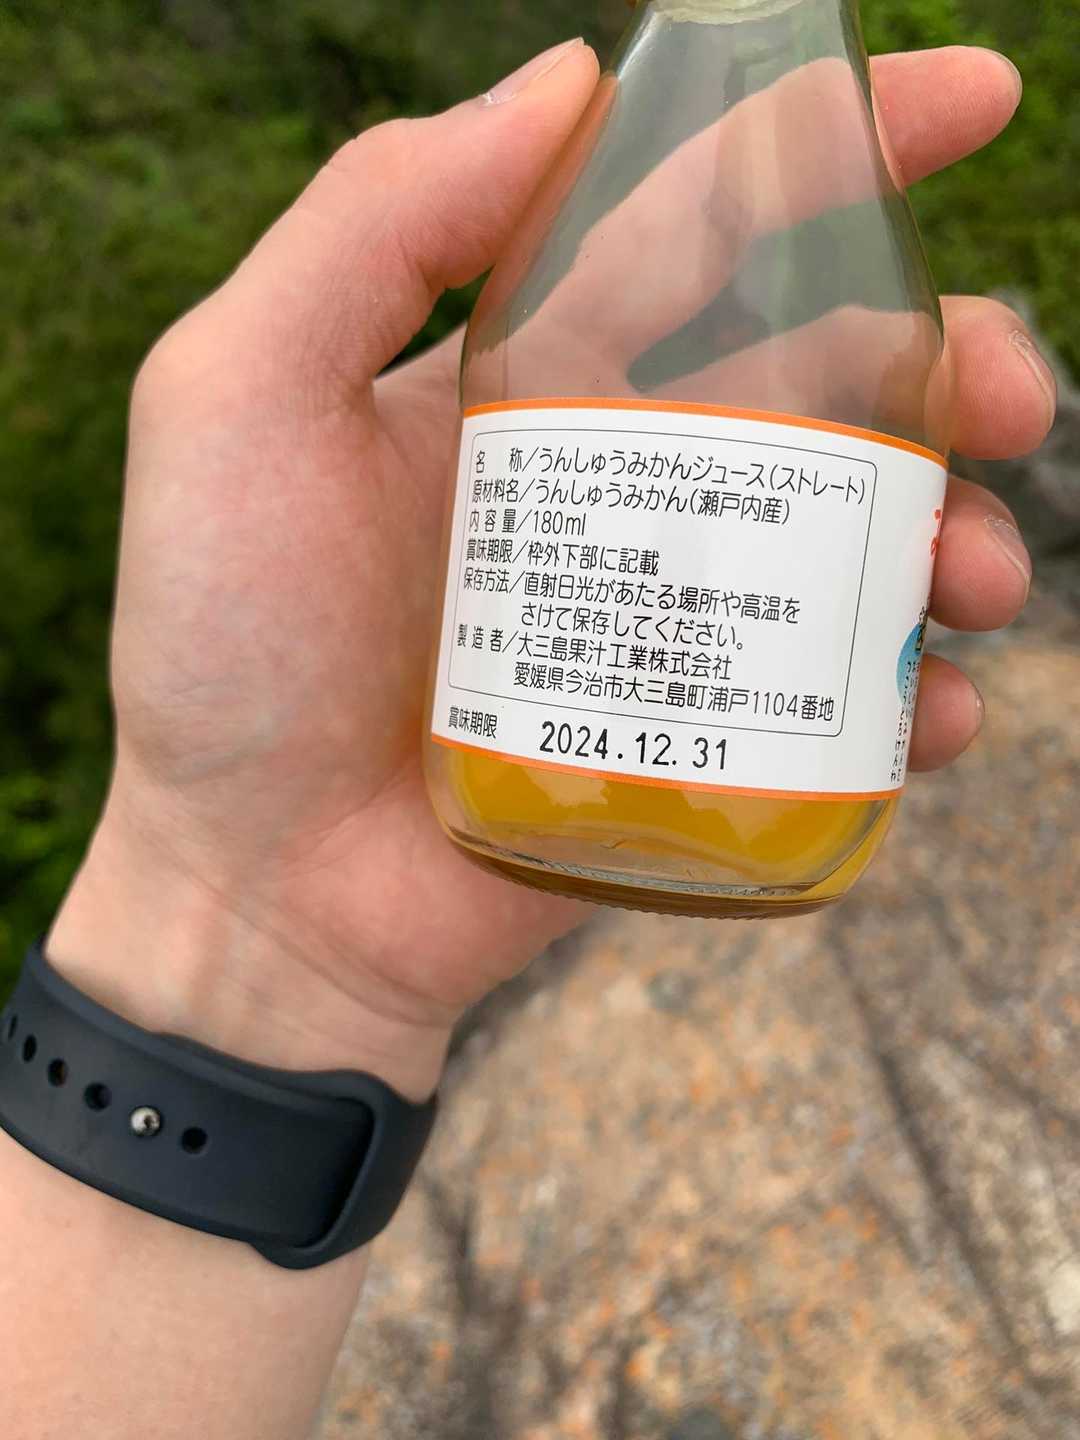 名 称/うんしゅうみかんジュース(ストレート)
原材料名/うんしゅうみかん(瀬戸内産)
内容量/180ml
賞味期限/枠外下部に記載
保存方法/直射日光があたる場所や高温を
さけて保存してください。
製造者/大三島果汁工業株式会社
愛媛県今治市大三島町浦戸1104番地
賞味期限 2024.12.31